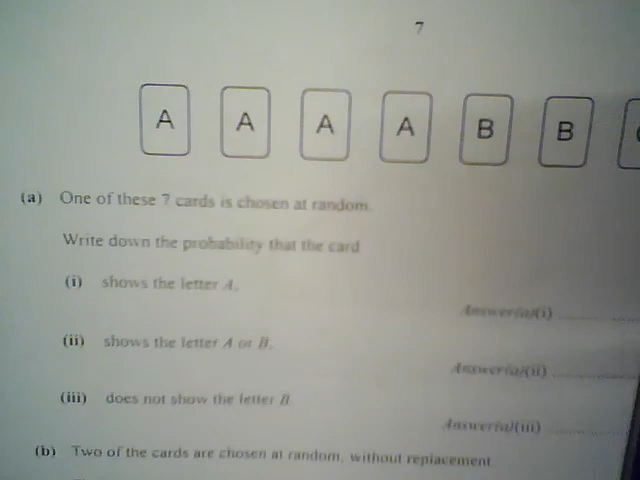 7
A A A A B B
(a) One of these 7 cards is chosen at random.
Write down the probability that the card
(i) shows the letter A,
Answer(a)(i) ....................
(ii) shows the letter A or B,
Answer(a)(ii) ....................
(iii) does not show the letter B.
Answer(a)(iii) ....................
(b) Two of the cards are chosen at random, without replacement.